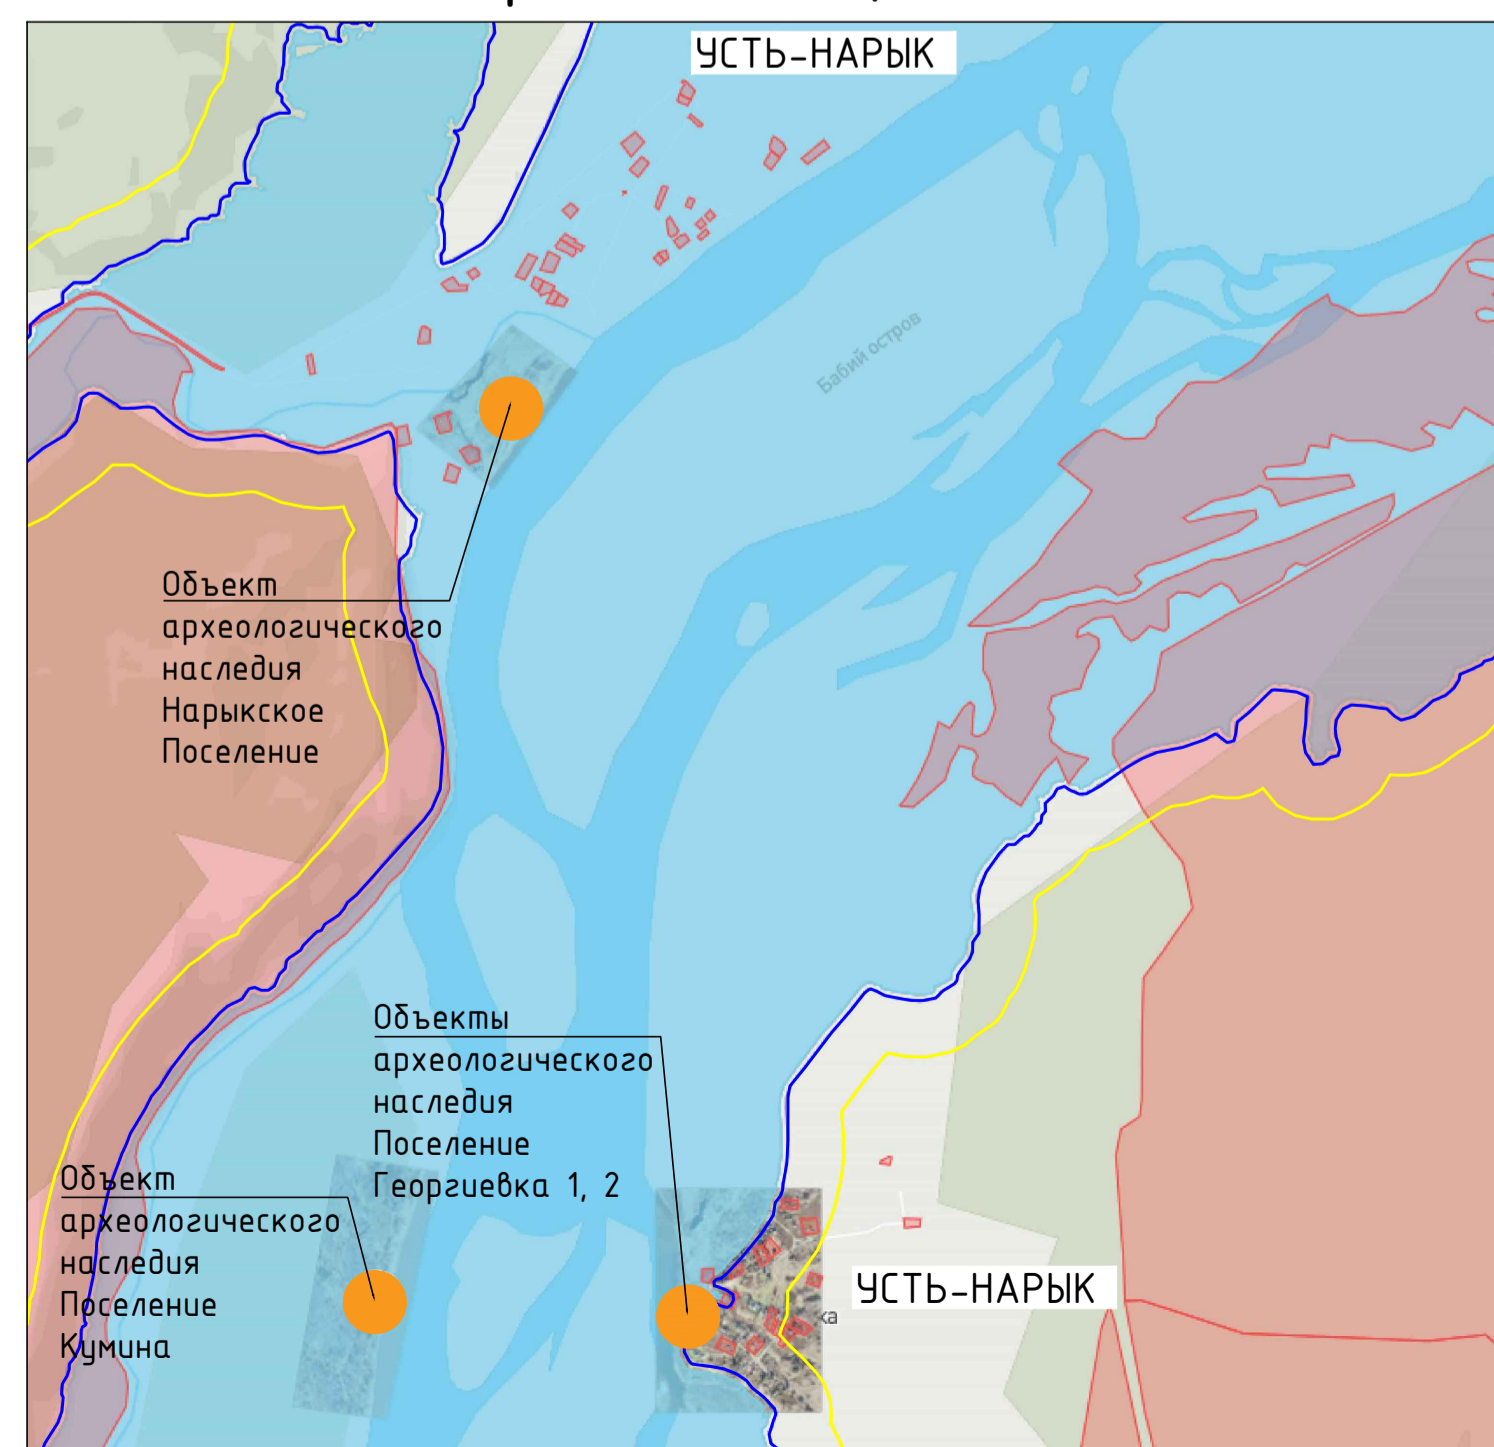 УСТЬ-НАРЫК
Бабий остров
Объект
археологического
наследия
Нарыкское
Поселение
Объекты
археологического
наследия
Поселение
Георгиевка 1, 2
Объект
археологического
наследия
Поселение
Кумина
УСТЬ-НАРЫК
ка